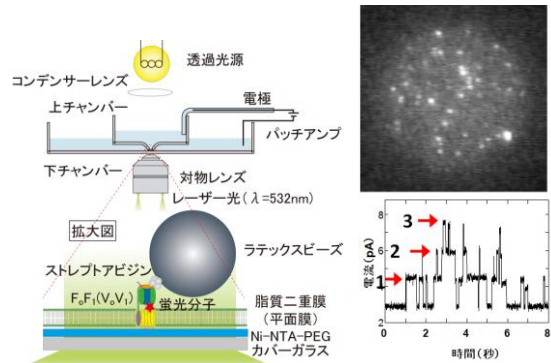 透過光源
コンデンサーレンズ
上チャンバー
電極
パッチアンプ
下チャンバー
対物レンズ
レーザー光(λ=532nm)
拡大図
ラテックスビーズ
ストレプトアビジン
FₒF₁(VₒV₁)
蛍光分子
脂質二重膜
(平面膜)
Ni-NTA-PEG
カバーガラス
電流(pA)
8
6
4
2
3
2
1
0 2 4 6 8
時間(秒)